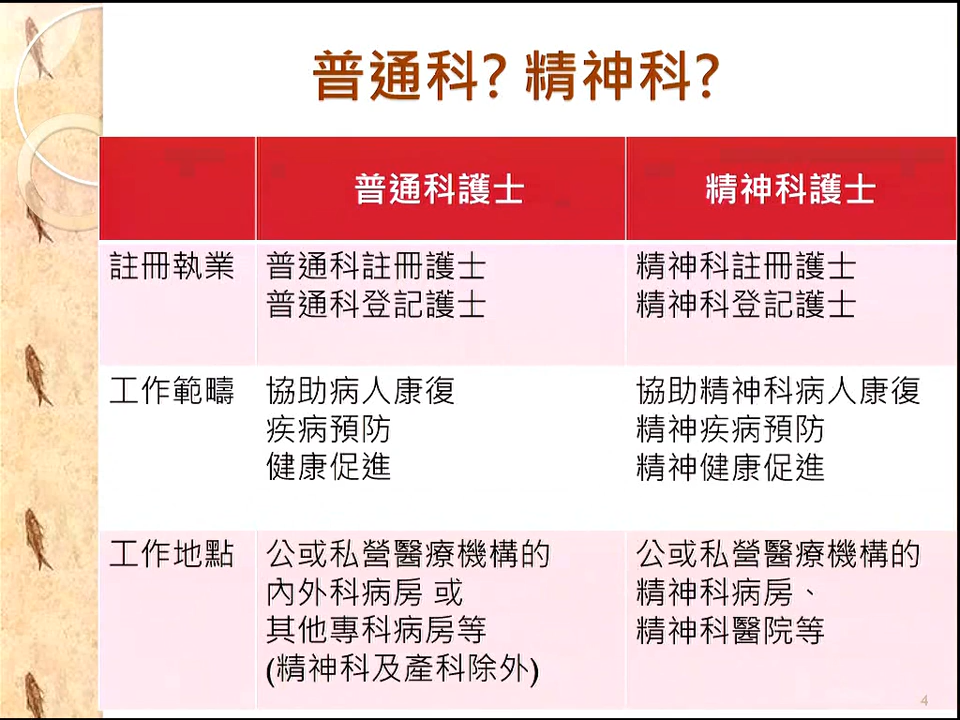 普通科? 精神科?
普通科護士
精神科護士
註冊執業
普通科註冊護士
普通科登記護士
精神科註冊護士
精神科登記護士
工作範疇
協助病人康復
疾病預防
健康促進
協助精神科病人康復
精神疾病預防
精神健康促進
工作地點
公或私營醫療機構的
內外科病房 或
其他專科病房等
(精神科及產科除外)
公或私營醫療機構的
精神科病房、
精神科醫院等
4